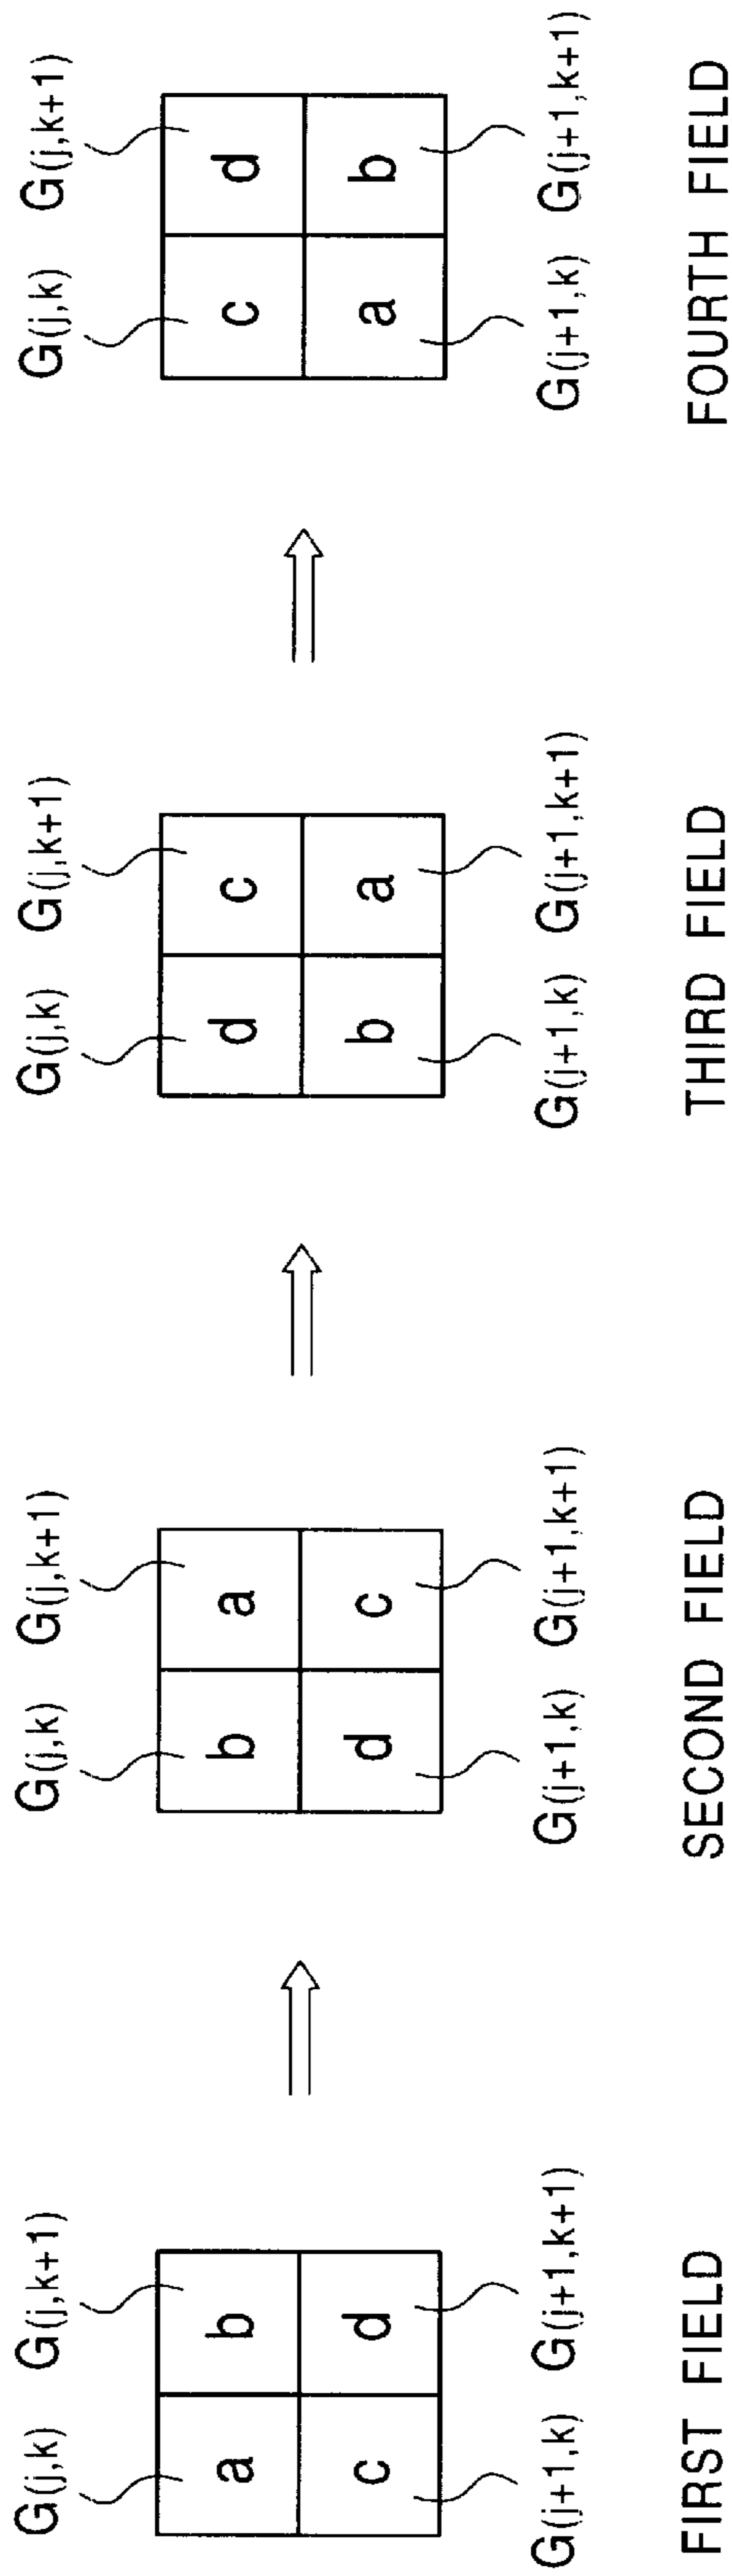 G(j,k) G(j,k+1)
a b
c d
G(j+1,k) G(j+1,k+1)
FIRST FIELD
G(j,k) G(j,k+1)
b a
d c
G(j+1,k) G(j+1,k+1)
SECOND FIELD
G(j,k) G(j,k+1)
d c
b a
G(j+1,k) G(j+1,k+1)
THIRD FIELD
G(j,k) G(j,k+1)
c d
a b
G(j+1,k) G(j+1,k+1)
FOURTH FIELD